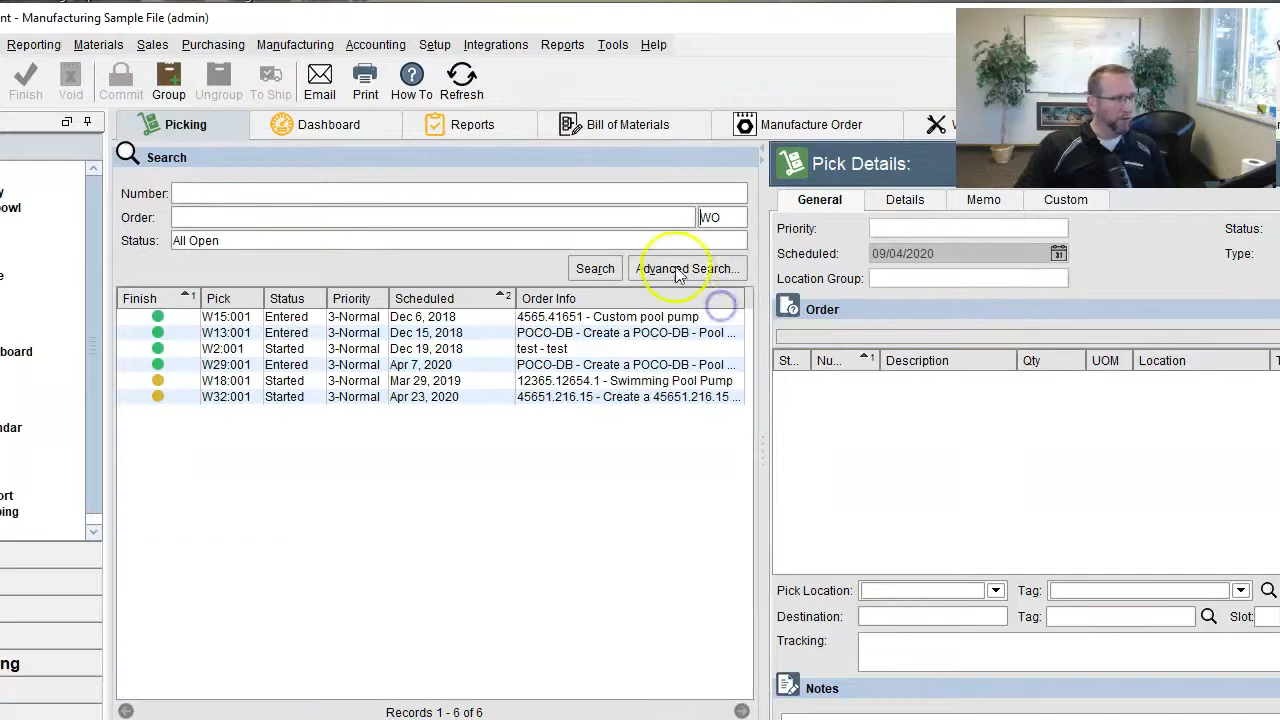 nt - Manufacturing Sample File (admin)
Reporting Materials Sales Purchasing Manufacturing Accounting Setup Integrations Reports Tools Help
Finish Void Commit Group Ungroup To Ship Email Print How To Refresh
Picking Dashboard Reports Bill of Materials Manufacture Order W
Search
Number:
Order: WO
Status: All Open
Search Advanced Search...
Finish 1 Pick Status Priority Scheduled 2 Order Info
W15:001 Entered 3-Normal Dec 6, 2018 4565.41651 - Custom pool pump
W13:001 Entered 3-Normal Dec 15, 2018 POCO-DB - Create a POCO-DB - Pool ...
W2:001 Started 3-Normal Dec 19, 2018 test - test
W29:001 Entered 3-Normal Apr 7, 2020 POCO-DB - Create a POCO-DB - Pool ...
W18:001 Started 3-Normal Mar 29, 2019 12365.12654.1 - Swimming Pool Pump
W32:001 Started 3-Normal Apr 23, 2020 45651.216.15 - Create a 45651.216.15 ...
Records 1 - 6 of 6
Pick Details:
General Details Memo Custom
Priority: Status:
Scheduled: 09/04/2020 31 Type:
Location Group:
Order
St... Nu... 1 Description Qty UOM Location
Pick Location: Tag:
Destination: Tag: Slot:
Tracking:
Notes
y
owl
e
board
ndar
ort
ping
ng